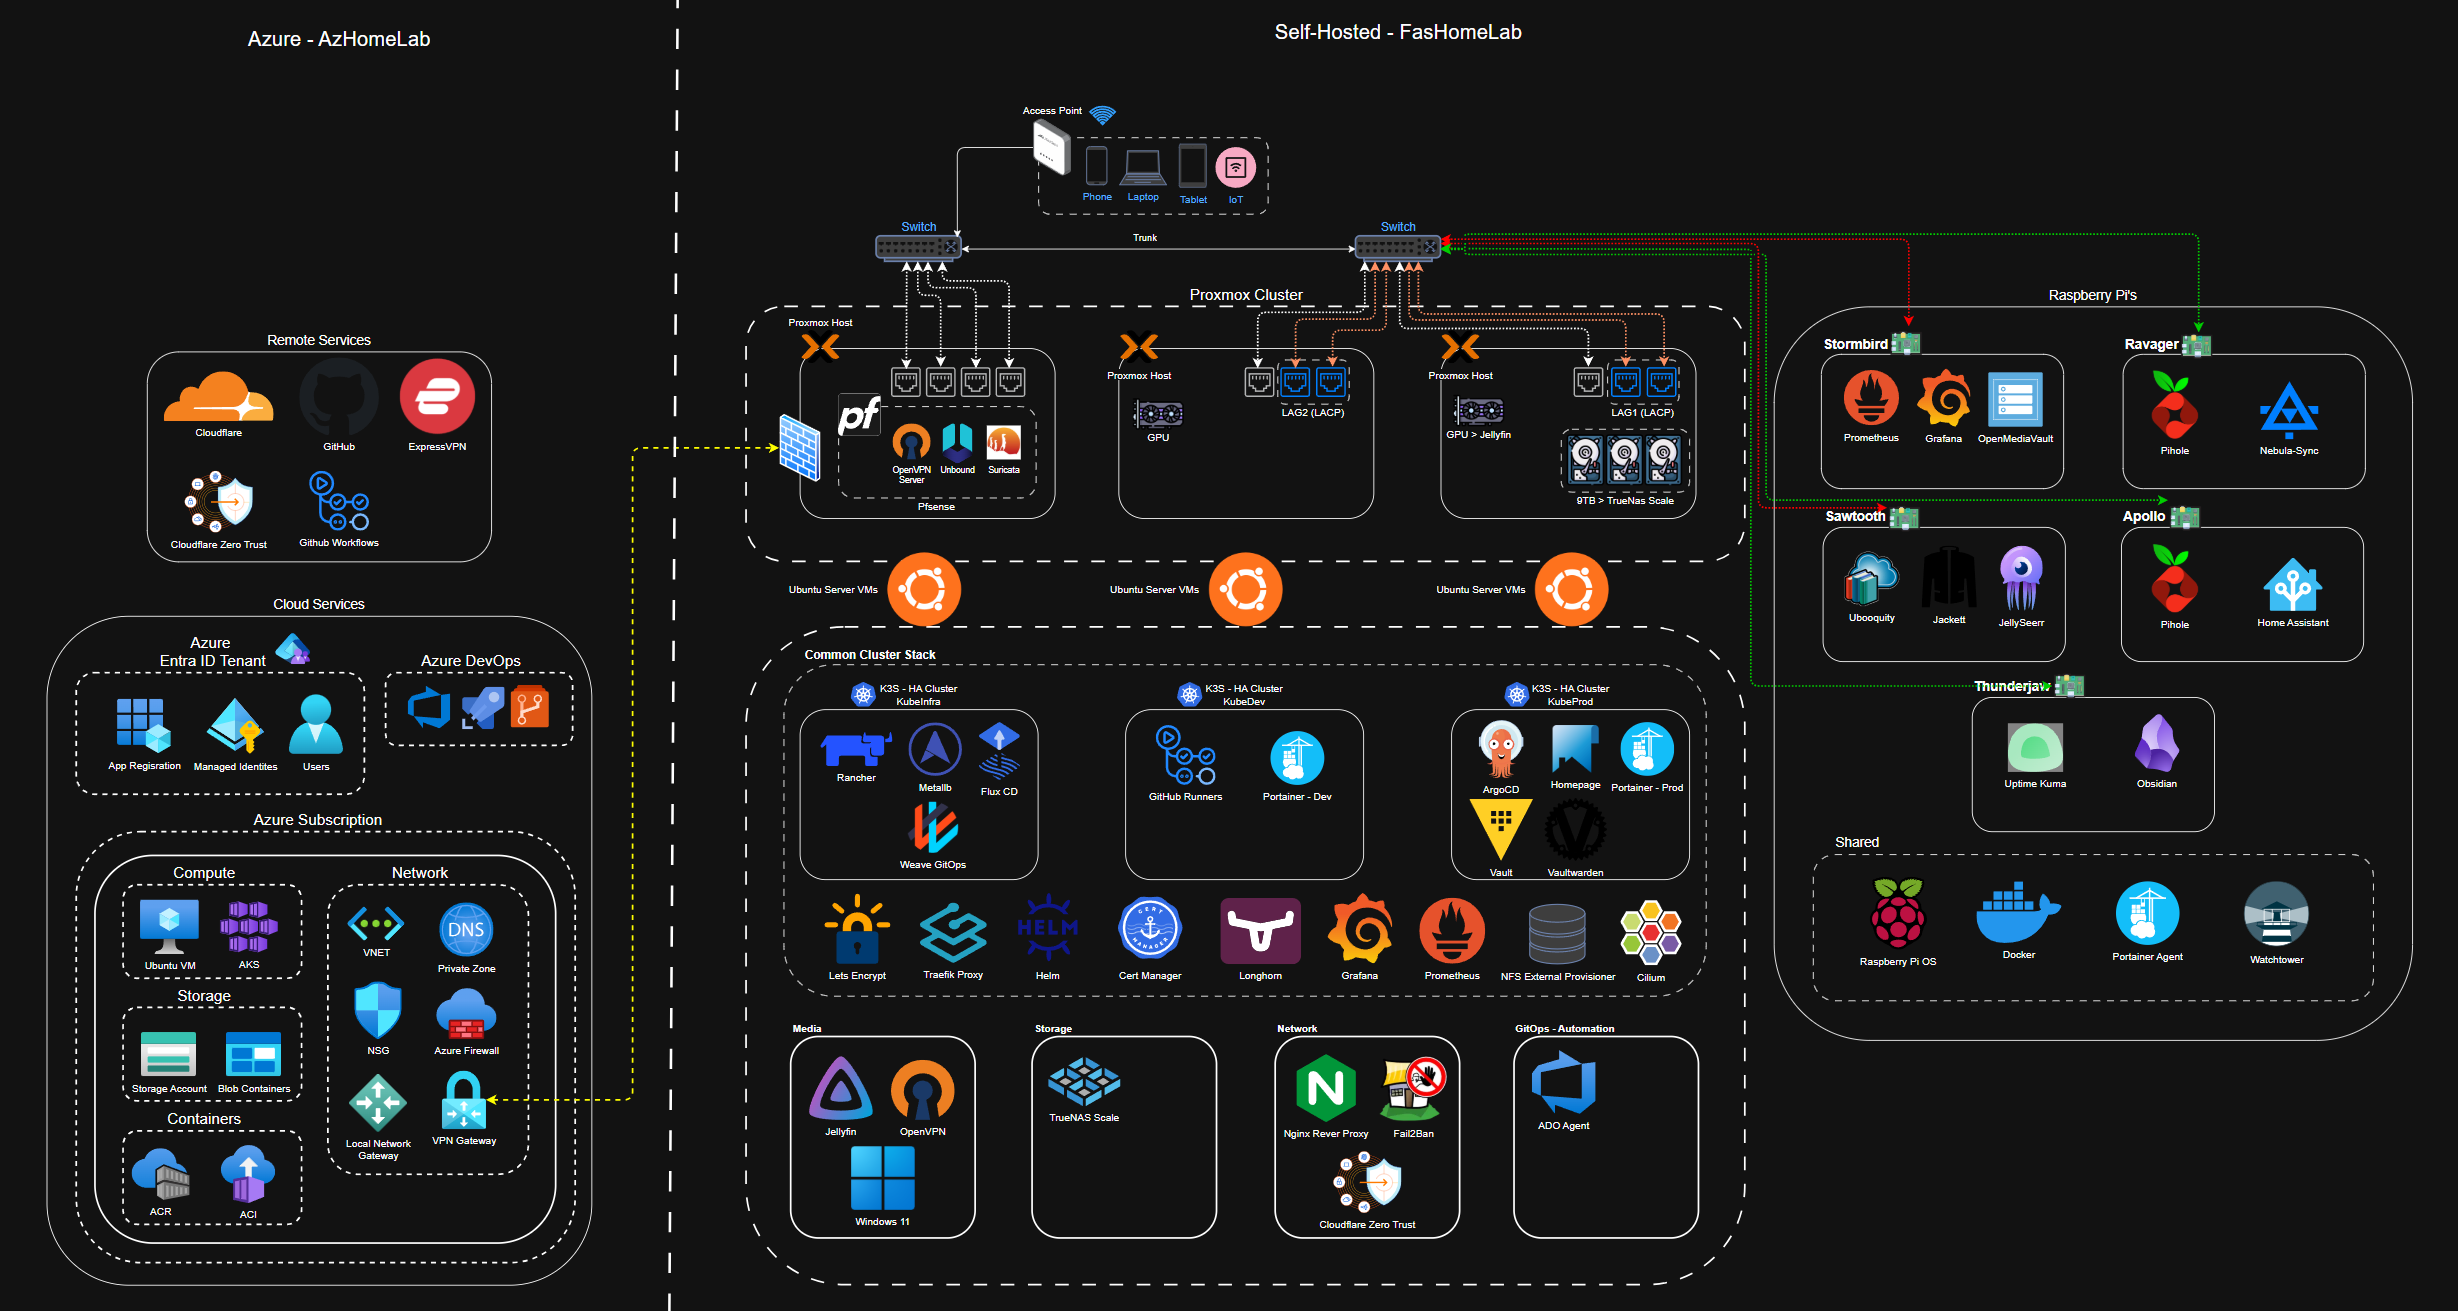 Azure - AzHomeLab
Self-Hosted - FasHomeLab
Access Point
Phone
Laptop
Tablet
IoT
Switch
Trunk
Switch
Remote Services
Cloudflare
GitHub
ExpressVPN
Cloudflare Zero Trust
Github Workflows
Cloud Services
Azure
Entra ID Tenant
App Regisration
Managed Identites
Users
Azure DevOps
Azure Subscription
Compute
Ubuntu VM
AKS
Storage
Storage Account
Blob Containers
Containers
ACR
ACI
Network
VNET
DNS
Private Zone
NSG
Azure Firewall
Local Network
Gateway
VPN Gateway
Proxmox Cluster
Proxmox Host
pf
OpenVPN
Server
Unbound
Suricata
Pfsense
Proxmox Host
GPU
LAG2 (LACP)
Proxmox Host
GPU > Jellyfin
LAG1 (LACP)
9TB > TrueNas Scale
Ubuntu Server VMs
Ubuntu Server VMs
Ubuntu Server VMs
Common Cluster Stack
K3S - HA Cluster
KubeInfra
Rancher
Metallb
Flux CD
Weave GitOps
K3S - HA Cluster
KubeDev
GitHub Runners
Portainer - Dev
K3S - HA Cluster
KubeProd
ArgoCD
Homepage
Portainer - Prod
Vault
Vaultwarden
Lets Encrypt
Traefik Proxy
HELM
Helm
CERT
MANAGER
Cert Manager
Longhorn
Grafana
Prometheus
NFS External Provisioner
Cilium
Media
Jellyfin
OpenVPN
Windows 11
Storage
TrueNAS Scale
Network
N
Nginx Rever Proxy
Fail2Ban
Cloudflare Zero Trust
GitOps - Automation
ADO Agent
Raspberry Pi's
Stormbird
Prometheus
Grafana
OpenMediaVault
Ravager
Pihole
Nebula-Sync
Sawtooth
Ubooquity
Jackett
JellySeerr
Apollo
Pihole
Home Assistant
Thunderjaw
Uptime Kuma
Obsidian
Shared
Raspberry Pi OS
Docker
Portainer Agent
Watchtower